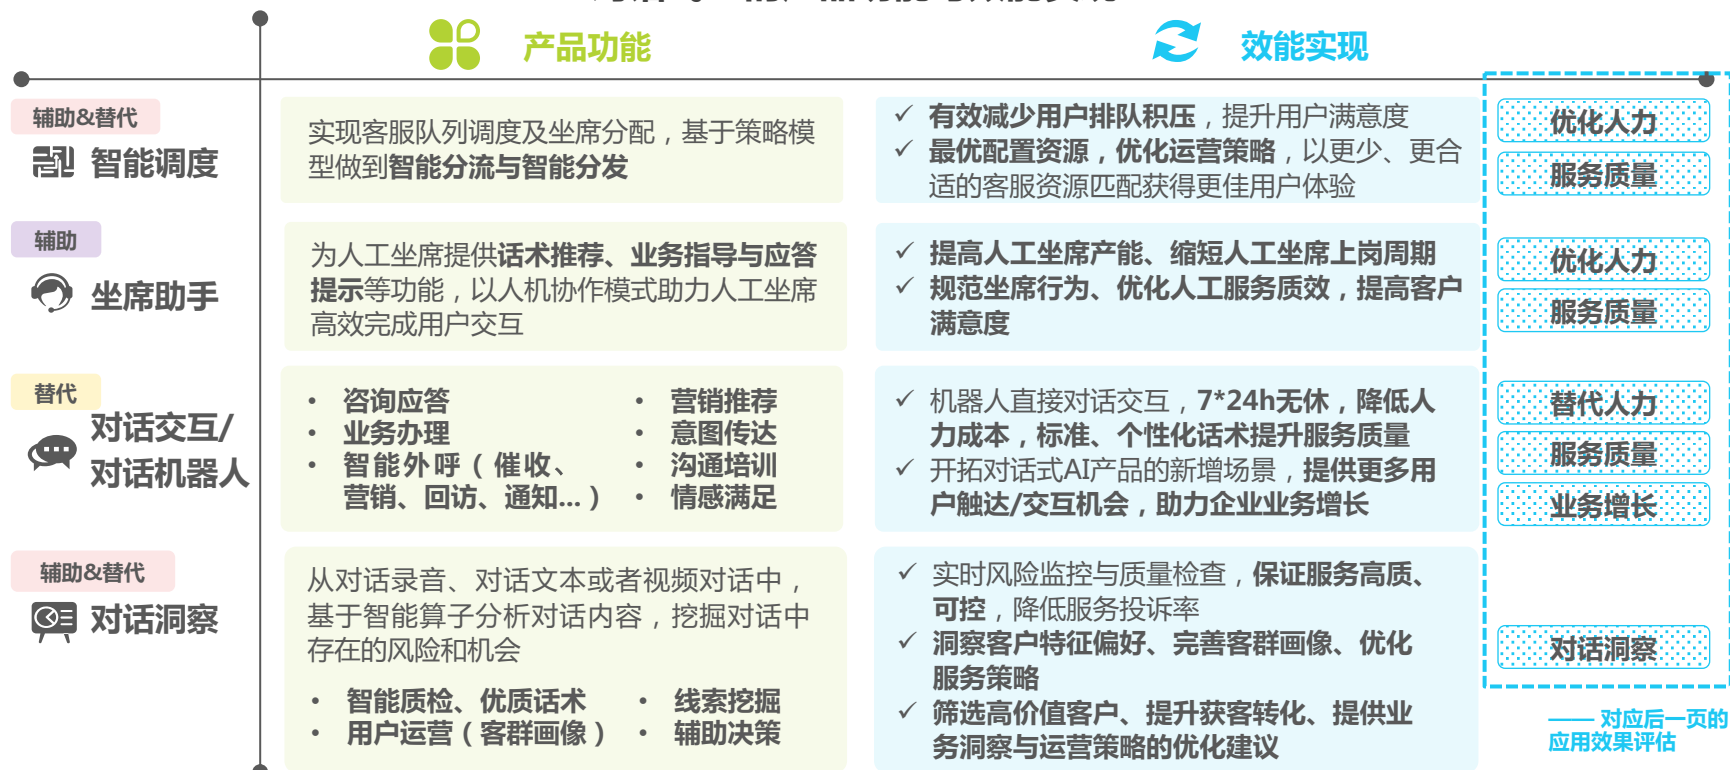 产品功能
效能实现
辅助&替代
智能调度
实现客服队列调度及坐席分配，基于策略模
型做到智能分流与智能分发
✓ 有效减少用户排队积压，提升用户满意度
✓ 最优配置资源，优化运营策略，以更少、更合
适的客服资源匹配获得更佳用户体验
优化人力
服务质量
辅助
坐席助手
为人工坐席提供话术推荐、业务指导与应答
提示等功能，以人机协作模式助力人工坐席
高效完成用户交互
✓ 提高人工坐席产能、缩短人工坐席上岗周期
✓ 规范坐席行为、优化人工服务质效，提高客户
满意度
优化人力
服务质量
替代
对话交互/
对话机器人
• 咨询应答
• 业务办理
• 智能外呼（催收、
营销、回访、通知...）
• 营销推荐
• 意图传达
• 沟通培训
• 情感满足
✓ 机器人直接对话交互，7*24h无休，降低人
力成本，标准、个性化话术提升服务质量
✓ 开拓对话式AI产品的新增场景，提供更多用
户触达/交互机会，助力企业业务增长
替代人力
服务质量
业务增长
辅助&替代
对话洞察
从对话录音、对话文本或者视频对话中，
基于智能算子分析对话内容，挖掘对话中
存在的风险和机会
• 智能质检、优质话术
• 用户运营（客群画像）
• 线索挖掘
• 辅助决策
✓ 实时风险监控与质量检查，保证服务高质、
可控，降低服务投诉率
✓ 洞察客户特征偏好、完善客群画像、优化
服务策略
✓ 筛选高价值客户、提升获客转化、提供业
务洞察与运营策略的优化建议
对话洞察
—— 对应后一页的
应用效果评估